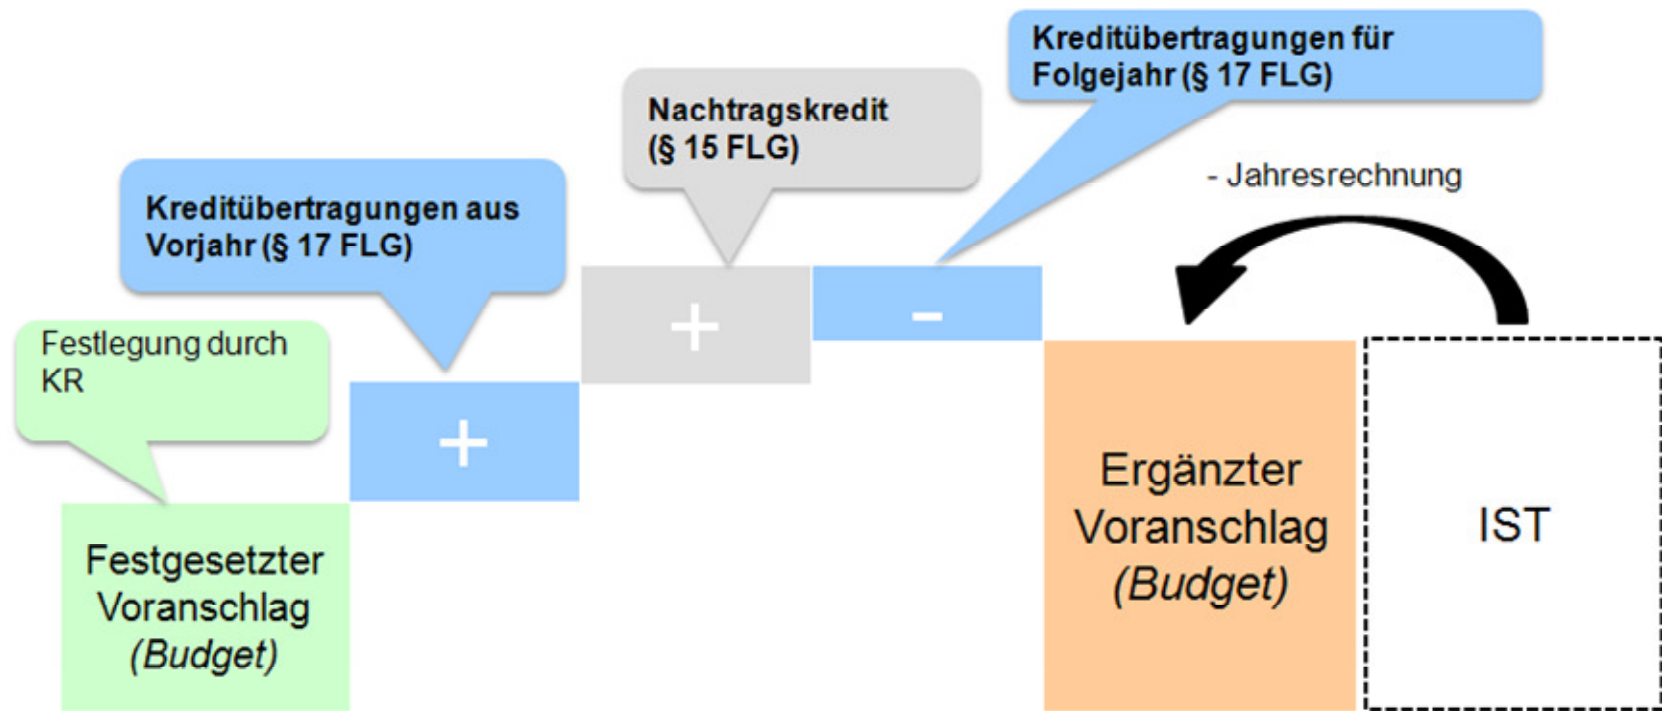 Kreditübertragungen für
Folgejahr (§ 17 FLG)
Nachtragskredit
(§ 15 FLG)
- Jahresrechnung
Kreditübertragungen aus
Vorjahr (§ 17 FLG)
Festlegung durch
KR
+
+
-
Festgesetzter
Voranschlag
(Budget)
Ergänzter
Voranschlag
(Budget)
IST